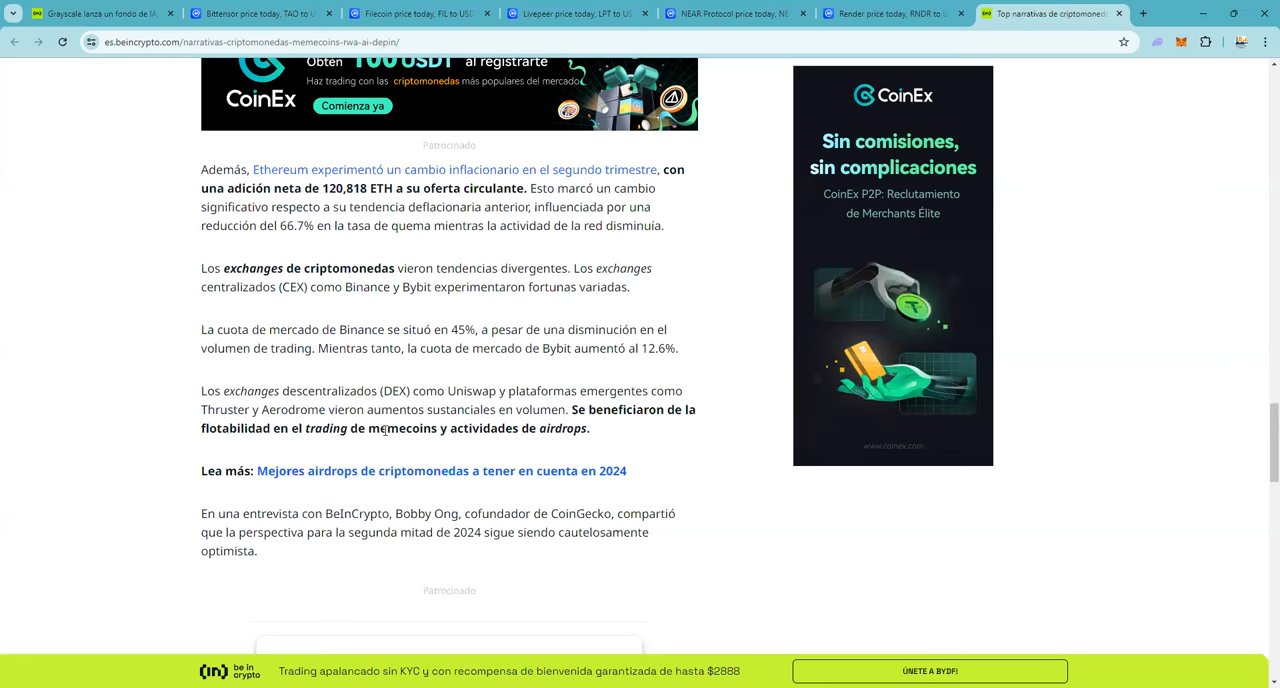 Grayscale lanza un fondo de IA,
Bittensor price today, TAO to U
Filecoin price today, FIL to USD
Livepeer price today, LPT to US
NEAR Protocol price today, NE
Render price today, RNDR to U
Top narrativas de criptomoned
es.beincrypto.com/narrativas-criptomonedas-memecoins-rwa-ai-depin/
CoinEx
Obtén 100USDT al registrarte
Haz trading con las criptomonedas más populares del mercado
Comienza ya
Patrocinado
Además, Ethereum experimentó un cambio inflacionario en el segundo trimestre, con
una adición neta de 120,818 ETH a su oferta circulante. Esto marcó un cambio
significativo respecto a su tendencia deflacionaria anterior, influenciada por una
reducción del 66.7% en la tasa de quema mientras la actividad de la red disminuía.
Los exchanges de criptomonedas vieron tendencias divergentes. Los exchanges
centralizados (CEX) como Binance y Bybit experimentaron fortunas variadas.
La cuota de mercado de Binance se situó en 45%, a pesar de una disminución en el
volumen de trading. Mientras tanto, la cuota de mercado de Bybit aumentó al 12.6%.
Los exchanges descentralizados (DEX) como Uniswap y plataformas emergentes como
Thruster y Aerodrome vieron aumentos sustanciales en volumen. Se beneficiaron de la
flotabilidad en el trading de memecoins y actividades de airdrops.
Lea más: Mejores airdrops de criptomonedas a tener en cuenta en 2024
En una entrevista con BeInCrypto, Bobby Ong, cofundador de CoinGecko, compartió
que la perspectiva para la segunda mitad de 2024 sigue siendo cautelosamente
optimista.
Patrocinado
CoinEx
Sin comisiones,
sin complicaciones
CoinEx P2P: Reclutamiento
de Merchants Élite
www.coinex.com
be in
crypto
Trading apalancado sin KYC y con recompensa de bienvenida garantizada de hasta $2888
ÚNETE A BYDFI